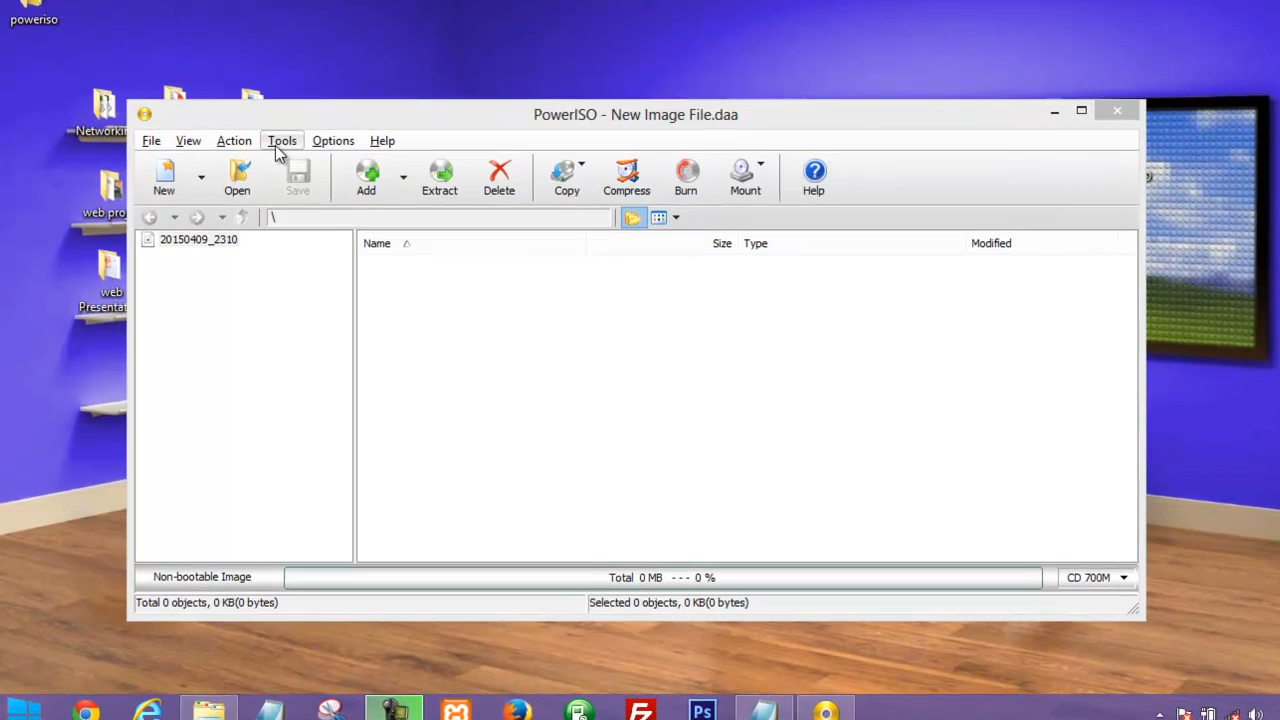 poweriso
Networkin
web pro
web
Presentat
PowerISO - New Image File.daa
File View Action Tools Options Help
New Open Save Add Extract Delete Copy Compress Burn Mount Help
\
20150409_2310
Name Size Type Modified
Non-bootable Image Total 0 MB --- 0 % CD 700M
Total 0 objects, 0 KB(0 bytes) Selected 0 objects, 0 KB(0 bytes)
Ps